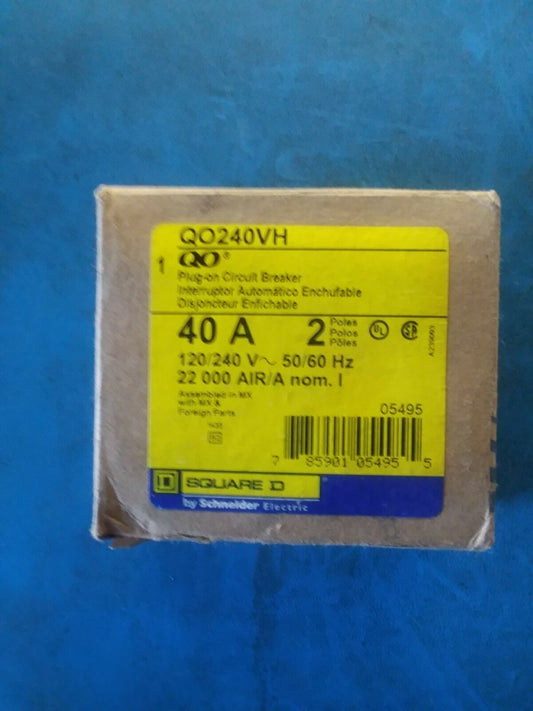 QO240VH
1 QO®
Plug-on Circuit Breaker
Interruptor Automático Enchufable
Disjoncteur Enfichable
40 A 2 Poles Polos Pôles
120/240 V~ 50/60 Hz
22 000 AIR/A nom. I
Assembled in MX
with MX &
Foreign Parts
05495
7 85901 05495 5
SQUARE D
by Schneider Electric